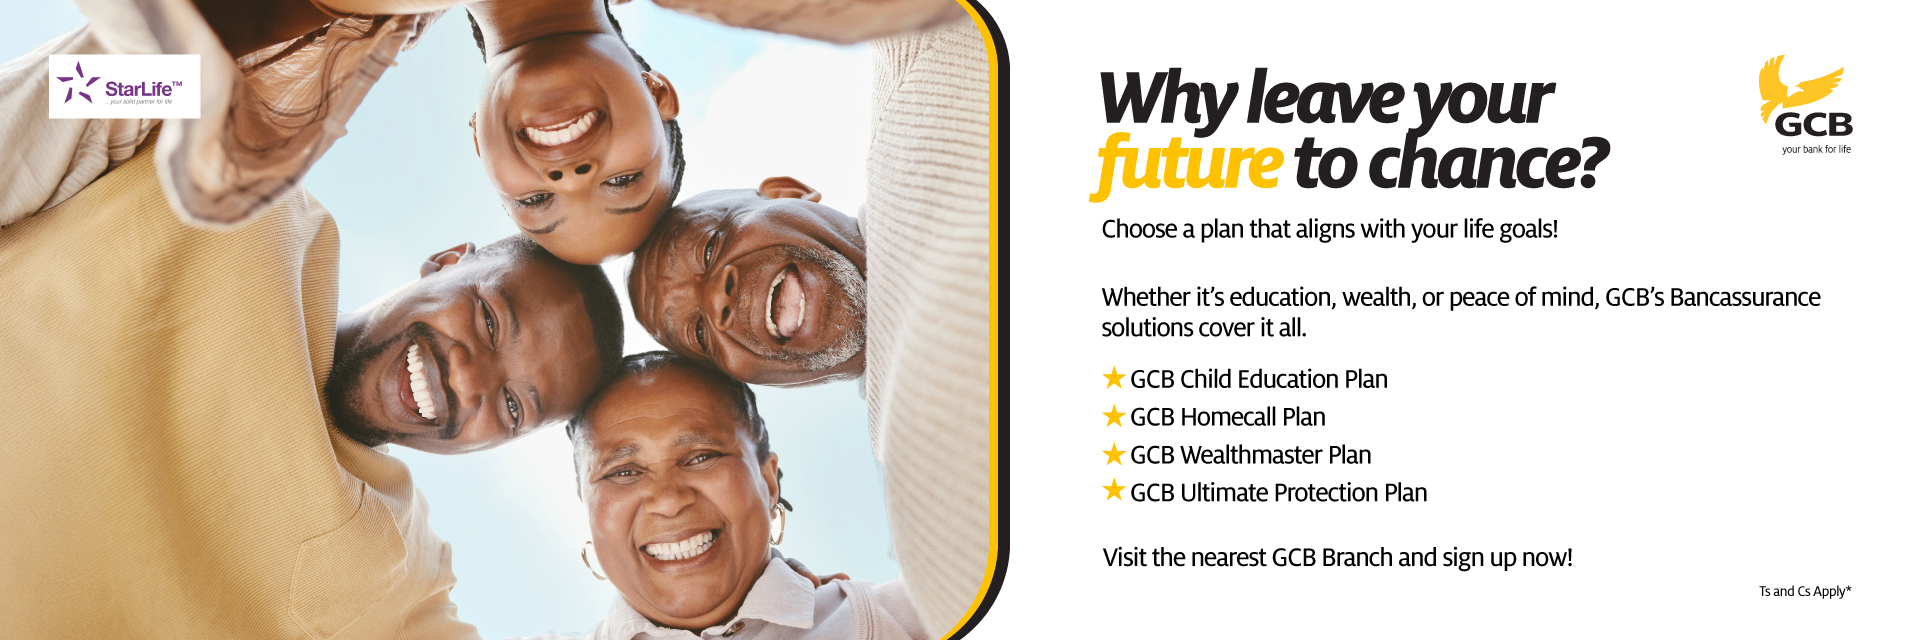 StarLife™
...your solid partner for life
Why leave your
future to chance?
GCB
your bank for life
Choose a plan that aligns with your life goals!
Whether it's education, wealth, or peace of mind, GCB's Bancassurance
solutions cover it all.
GCB Child Education Plan
GCB Homecall Plan
GCB Wealthmaster Plan
GCB Ultimate Protection Plan
Visit the nearest GCB Branch and sign up now!
Ts and Cs Apply*